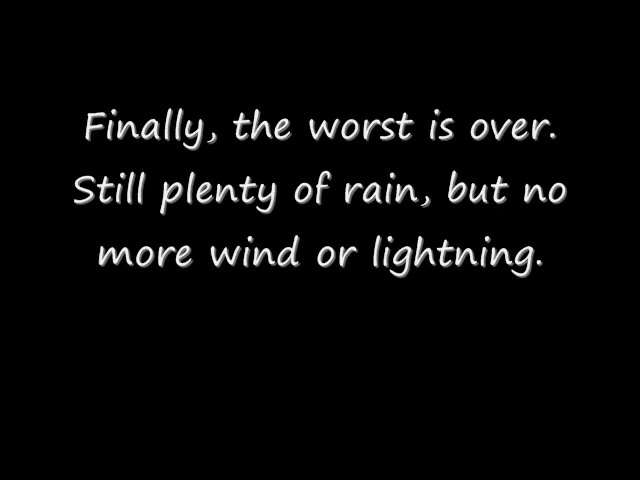 Finally, the worst is over.
Still plenty of rain, but no
more wind or lightning.